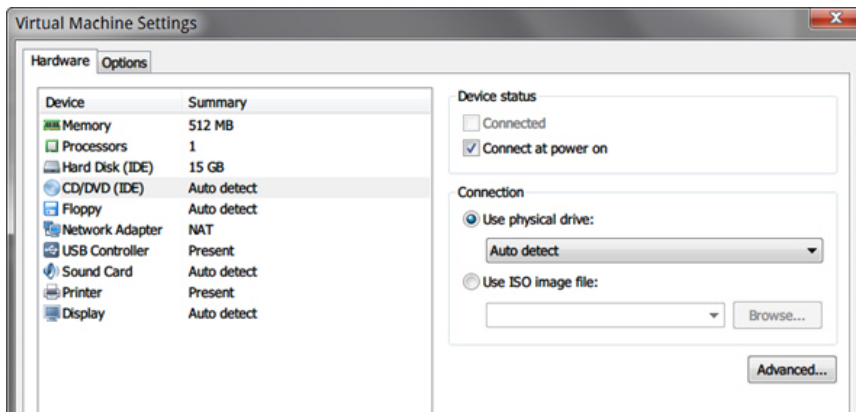 Virtual Machine Settings
Hardware Options
Device Summary
Memory 512 MB
Processors 1
Hard Disk (IDE) 15 GB
CD/DVD (IDE) Auto detect
Floppy Auto detect
Network Adapter NAT
USB Controller Present
Sound Card Auto detect
Printer Present
Display Auto detect
Device status
Connected
Connect at power on
Connection
Use physical drive:
Auto detect
Use ISO image file:
Browse...
Advanced...